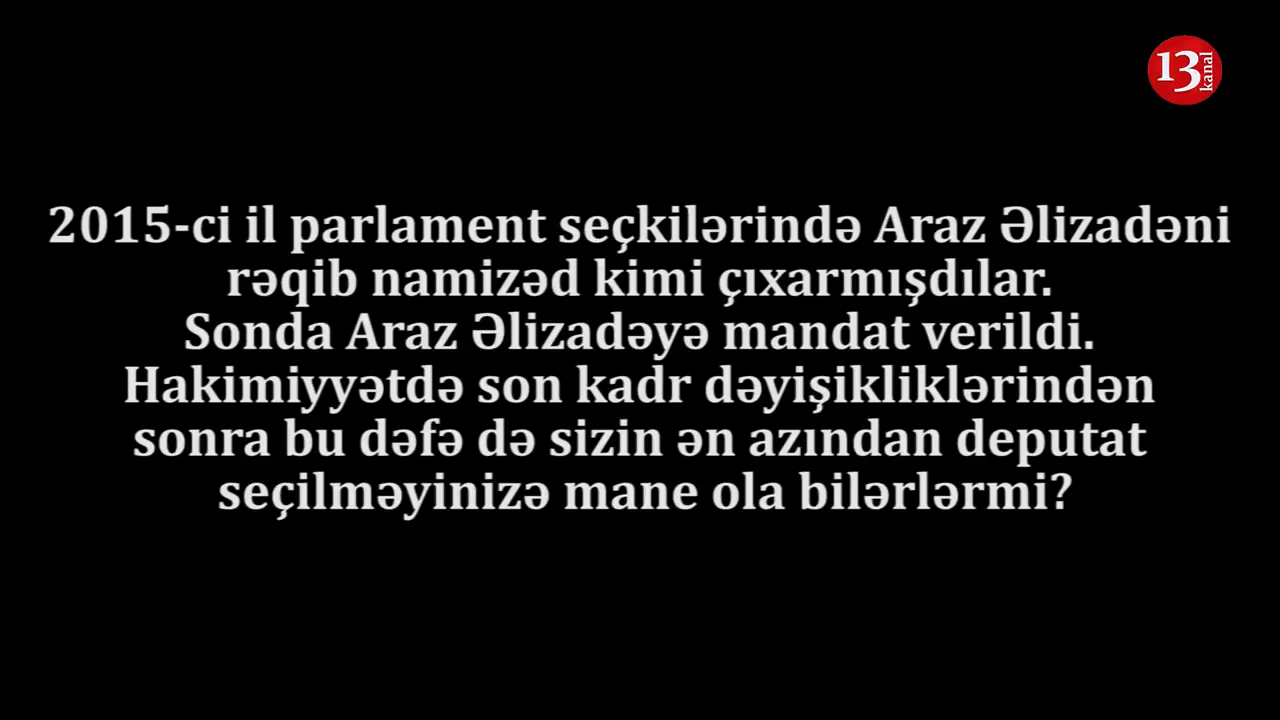 13 kanal
2015-ci il parlament seçkilərində Araz Əlizadəni
rəqib namizəd kimi çıxarmışdılar.
Sonda Araz Əlizadəyə mandat verildi.
Hakimiyyətdə son kadr dəyişikliklərindən
sonra bu dəfə də sizin ən azından deputat
seçilməyinizə mane ola bilərlərmi?